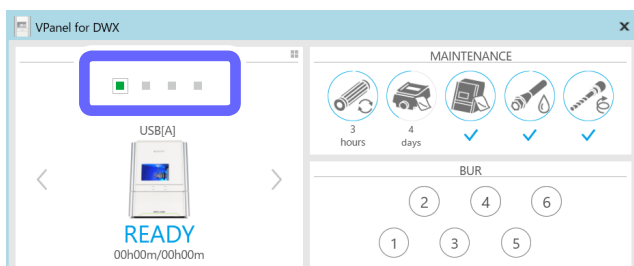 VPanel for DWX
MAINTENANCE
USB[A]
3
hours
4
days
READY
00h00m/00h00m
BUR
2
4
6
1
3
5